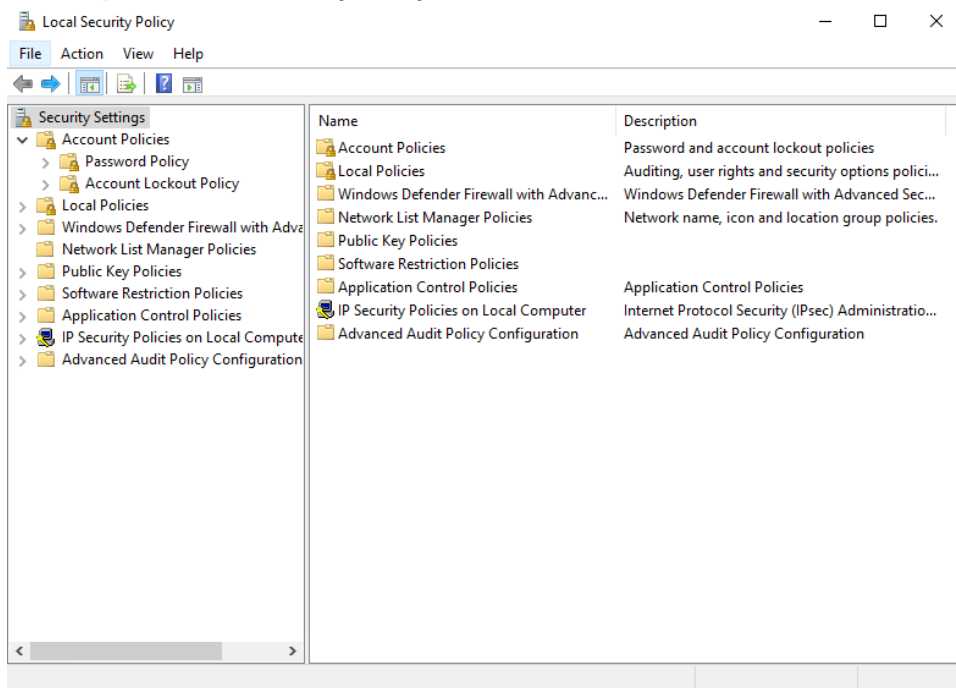 Local Security Policy
File Action View Help
Security Settings
Account Policies
Password Policy
Account Lockout Policy
Local Policies
Windows Defender Firewall with Adva
Network List Manager Policies
Public Key Policies
Software Restriction Policies
Application Control Policies
IP Security Policies on Local Compute
Advanced Audit Policy Configuration
Name Description
Account Policies Password and account lockout policies
Local Policies Auditing, user rights and security options polici...
Windows Defender Firewall with Advanc... Windows Defender Firewall with Advanced Sec...
Network List Manager Policies Network name, icon and location group policies.
Public Key Policies
Software Restriction Policies
Application Control Policies Application Control Policies
IP Security Policies on Local Computer Internet Protocol Security (IPsec) Administratio...
Advanced Audit Policy Configuration Advanced Audit Policy Configuration